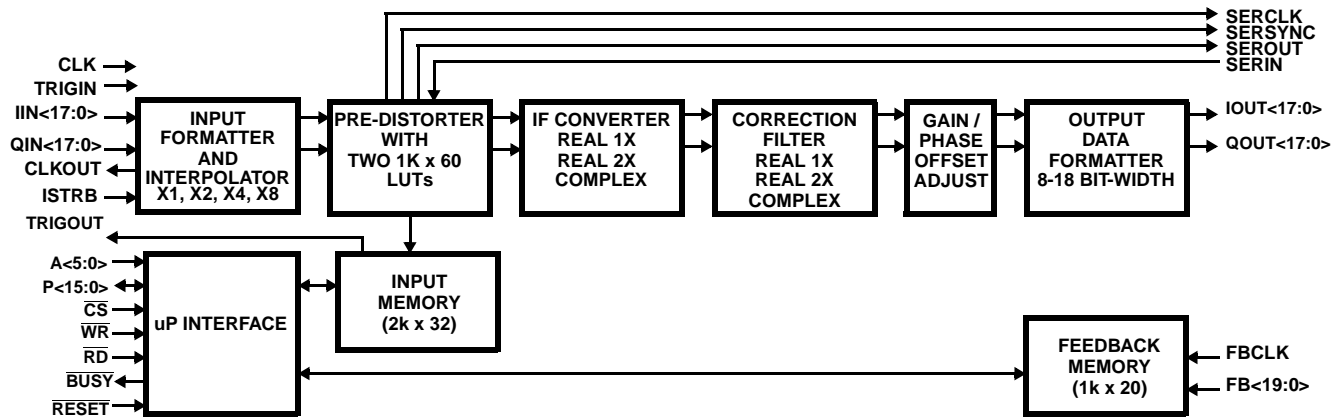 SERCLK
SERSYNC
SEROUT
SERIN
CLK
TRIGIN
IIN<17:0>
QIN<17:0>
CLKOUT
ISTRB
TRIGOUT
INPUT
FORMATTER
AND
INTERPOLATOR
X1, X2, X4, X8
PRE-DISTORTER
WITH
TWO 1K x 60
LUTs
IF CONVERTER
REAL 1X
REAL 2X
COMPLEX
CORRECTION
FILTER
REAL 1X
REAL 2X
COMPLEX
GAIN /
PHASE
OFFSET
ADJUST
OUTPUT
DATA
FORMATTER
8-18 BIT-WIDTH
IOUT<17:0>
QOUT<17:0>
A<5:0>
P<15:0>
CS
WR
RD
BUSY
RESET
uP INTERFACE
INPUT
MEMORY
(2k x 32)
FEEDBACK
MEMORY
(1k x 20)
FBCLK
FB<19:0>